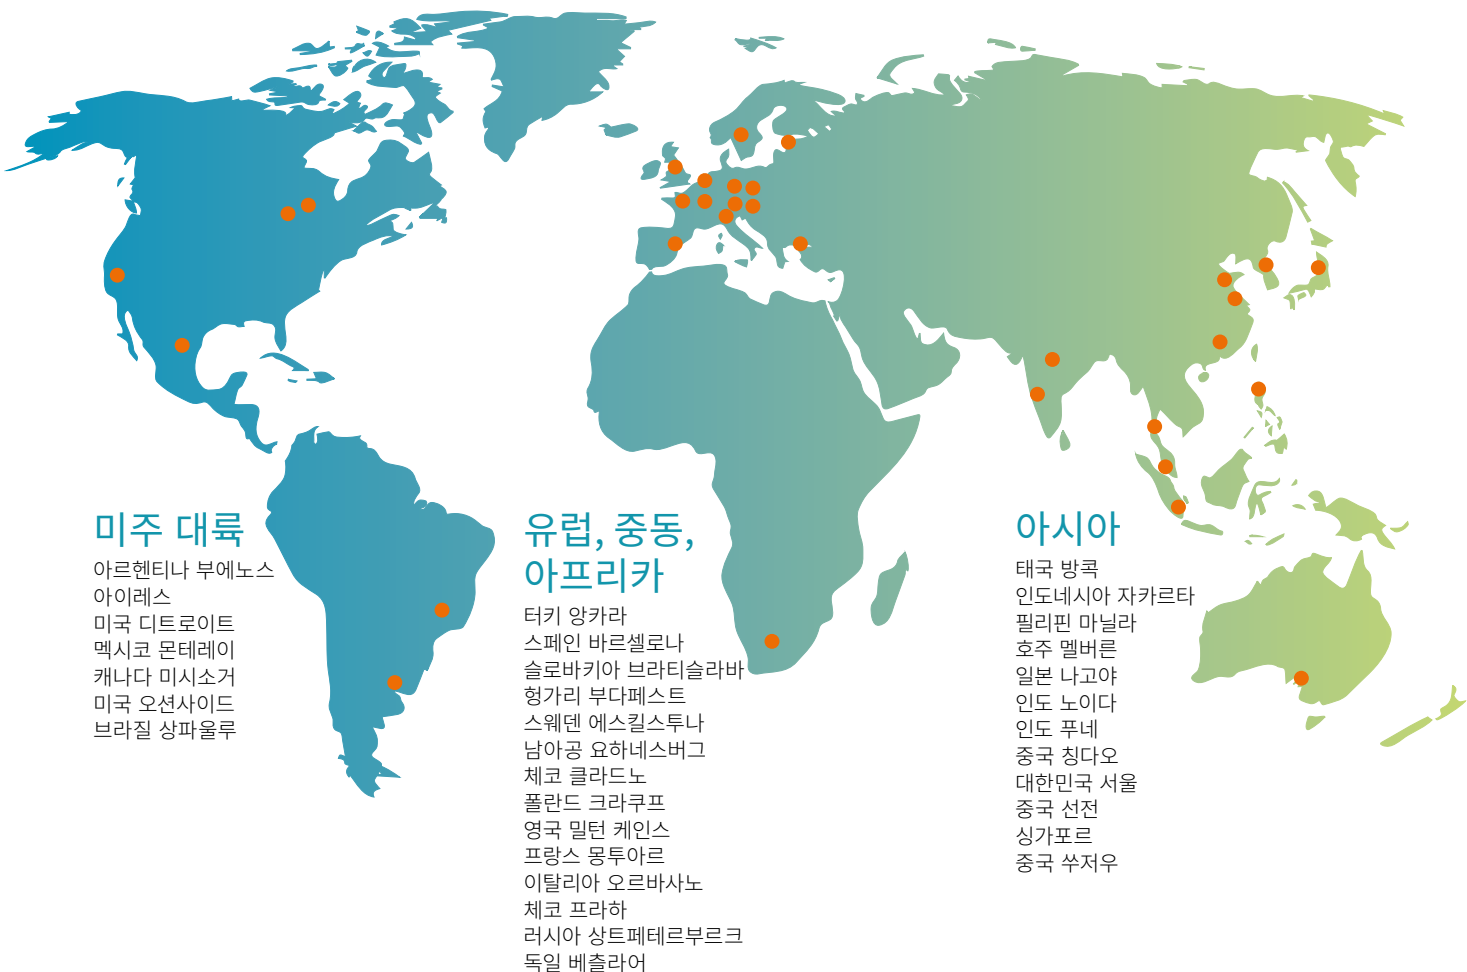 미주 대륙
아르헨티나 부에노스
아이레스
미국 디트로이트
멕시코 몬테레이
캐나다 미시소거
미국 오션사이드
브라질 상파울루
유럽, 중동,
아프리카
터키 앙카라
스페인 바르셀로나
슬로바키아 브라티슬라바
헝가리 부다페스트
스웨덴 에스킬스투나
남아공 요하네스버그
체코 클라드노
폴란드 크라쿠프
영국 밀턴 케인스
프랑스 몽투아르
이탈리아 오르바사노
체코 프라하
러시아 상트페테르부르크
독일 베츨라어
아시아
태국 방콕
인도네시아 자카르타
필리핀 마닐라
호주 멜버른
일본 나고야
인도 노이다
인도 푸네
중국 칭다오
대한민국 서울
중국 선전
싱가포르
중국 쑤저우